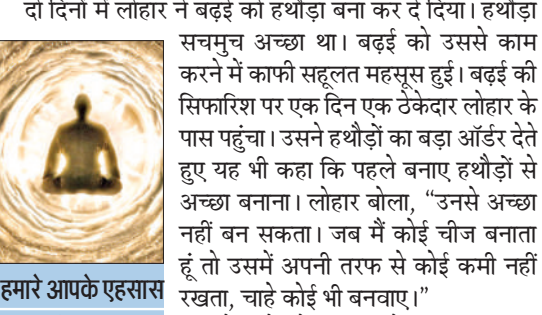 दो दिनों में लोहार ने बढ़ई को हथौड़ा बना कर दे दिया। हथौड़ा
सचमुच अच्छा था। बढ़ई को उससे काम
करने में काफी सहूलत महसूस हुई। बढ़ई की
सिफारिश पर एक दिन एक ठेकेदार लोहार के
पास पहुंचा। उसने हथौड़ों का बड़ा ऑर्डर देते
हुए यह भी कहा कि पहले बनाए हथौड़ों से
अच्छा बनाना। लोहार बोला, “उनसे अच्छा
नहीं बन सकता। जब मैं कोई चीज बनाता
हूं तो उसमें अपनी तरफ से कोई कमी नहीं
रखता, चाहे कोई भी बनवाए।”
हमारे आपके एहसास